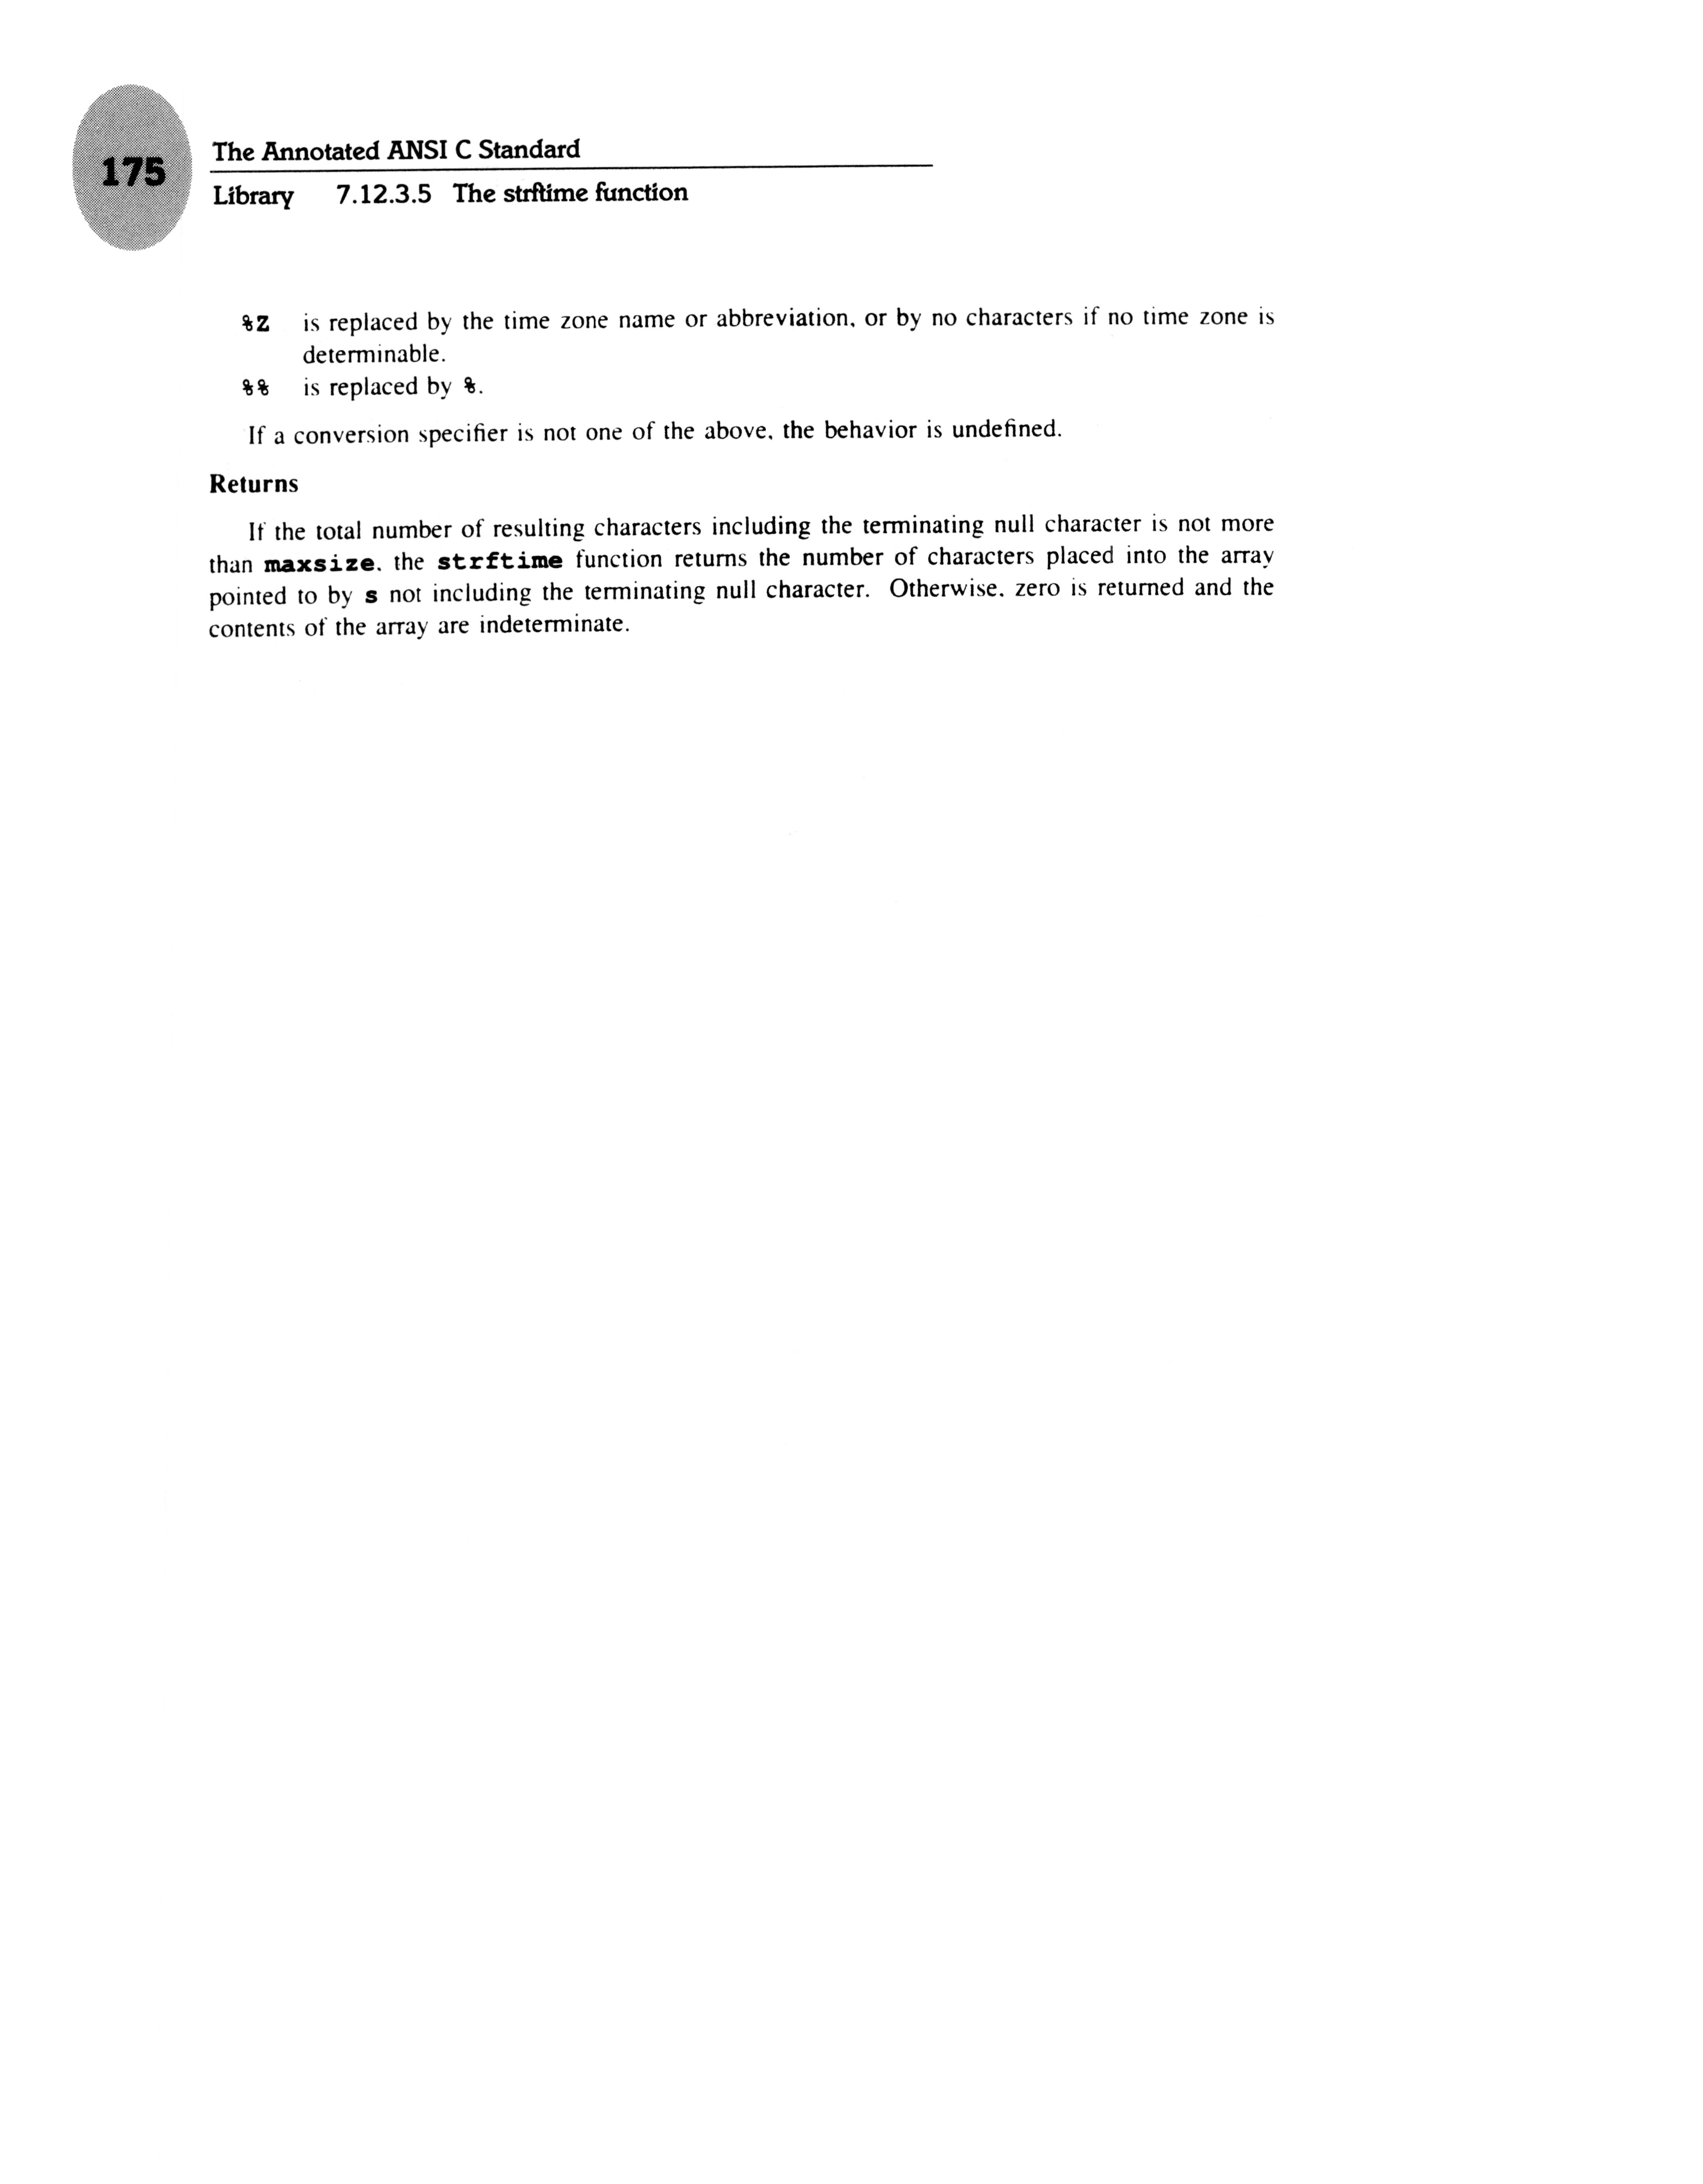 175
The Annotated ANSI C Standard
Library 7.12.3.5 The strftime function
%Z is replaced by the time zone name or abbreviation, or by no characters if no time zone is
determinable.
%% is replaced by %.
If a conversion specifier is not one of the above, the behavior is undefined.
Returns
If the total number of resulting characters including the terminating null character is not more
than maxsize, the strftime function returns the number of characters placed into the array
pointed to by s not including the terminating null character. Otherwise, zero is returned and the
contents of the array are indeterminate.